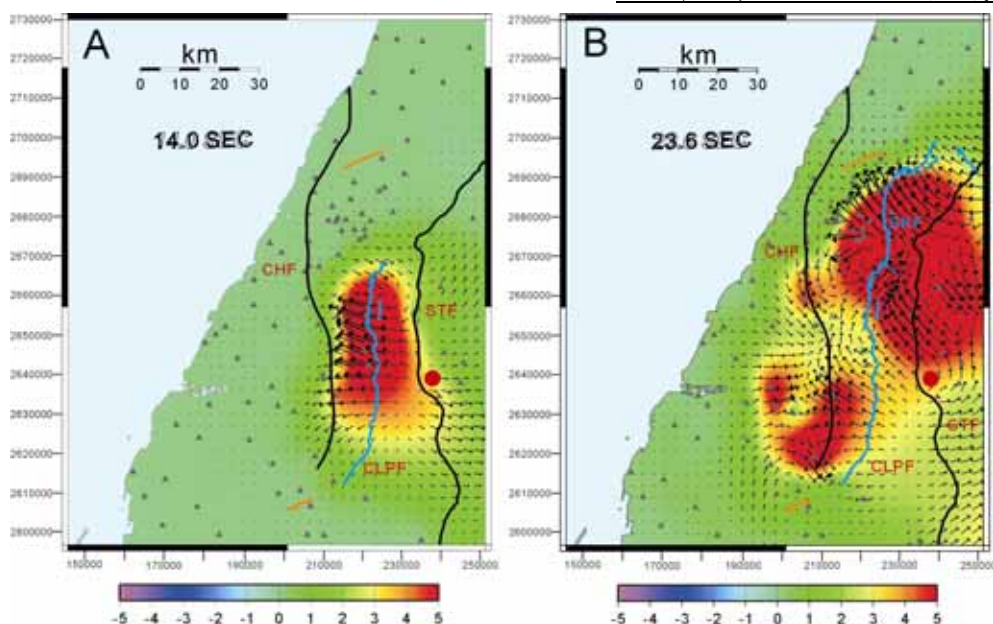 A
km
0 10 20 30
14.0 SEC
CHF
STF
CLPF
2730000
2720000
2710000
2700000
2690000
2680000
2670000
2660000
2650000
2640000
2630000
2620000
2610000
2600000
150000 170000 190000 210000 230000 250000
-5 -4 -3 -2 -1 0 1 2 3 4 5
B
km
0 10 20 30
23.6 SEC
CHF
STF
CLPF
2730000
2720000
2710000
2700000
2690000
2680000
2670000
2660000
2650000
2640000
2630000
2620000
2610000
2600000
150000 170000 190000 210000 230000 250000
-5 -4 -3 -2 -1 0 1 2 3 4 5